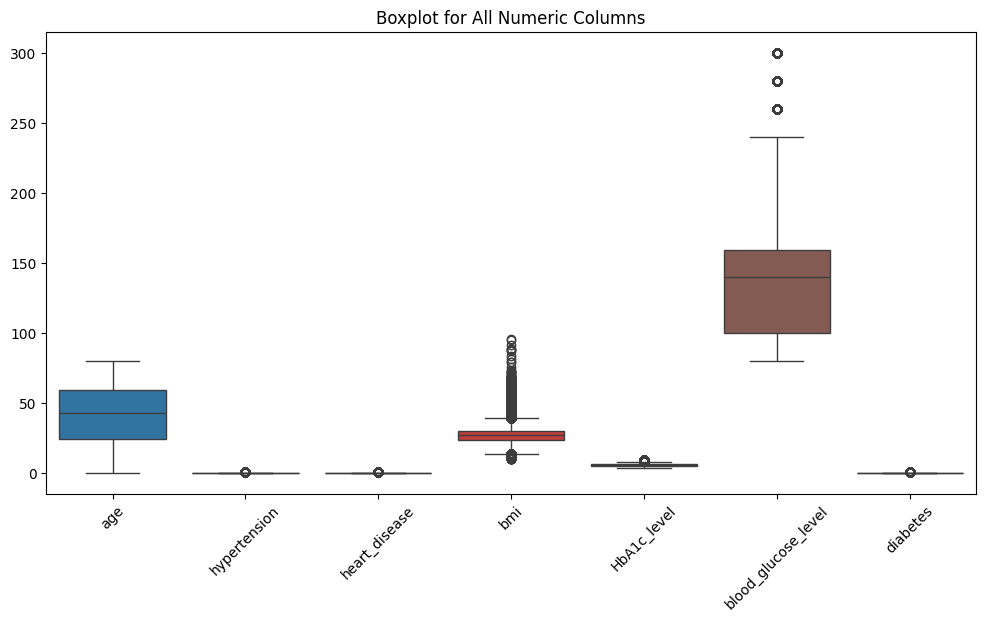 Boxplot for All Numeric Columns
300
250
200
150
100
50
0
age
hypertension
heart_disease
bmi
HbA1c_level
blood_glucose_level
diabetes